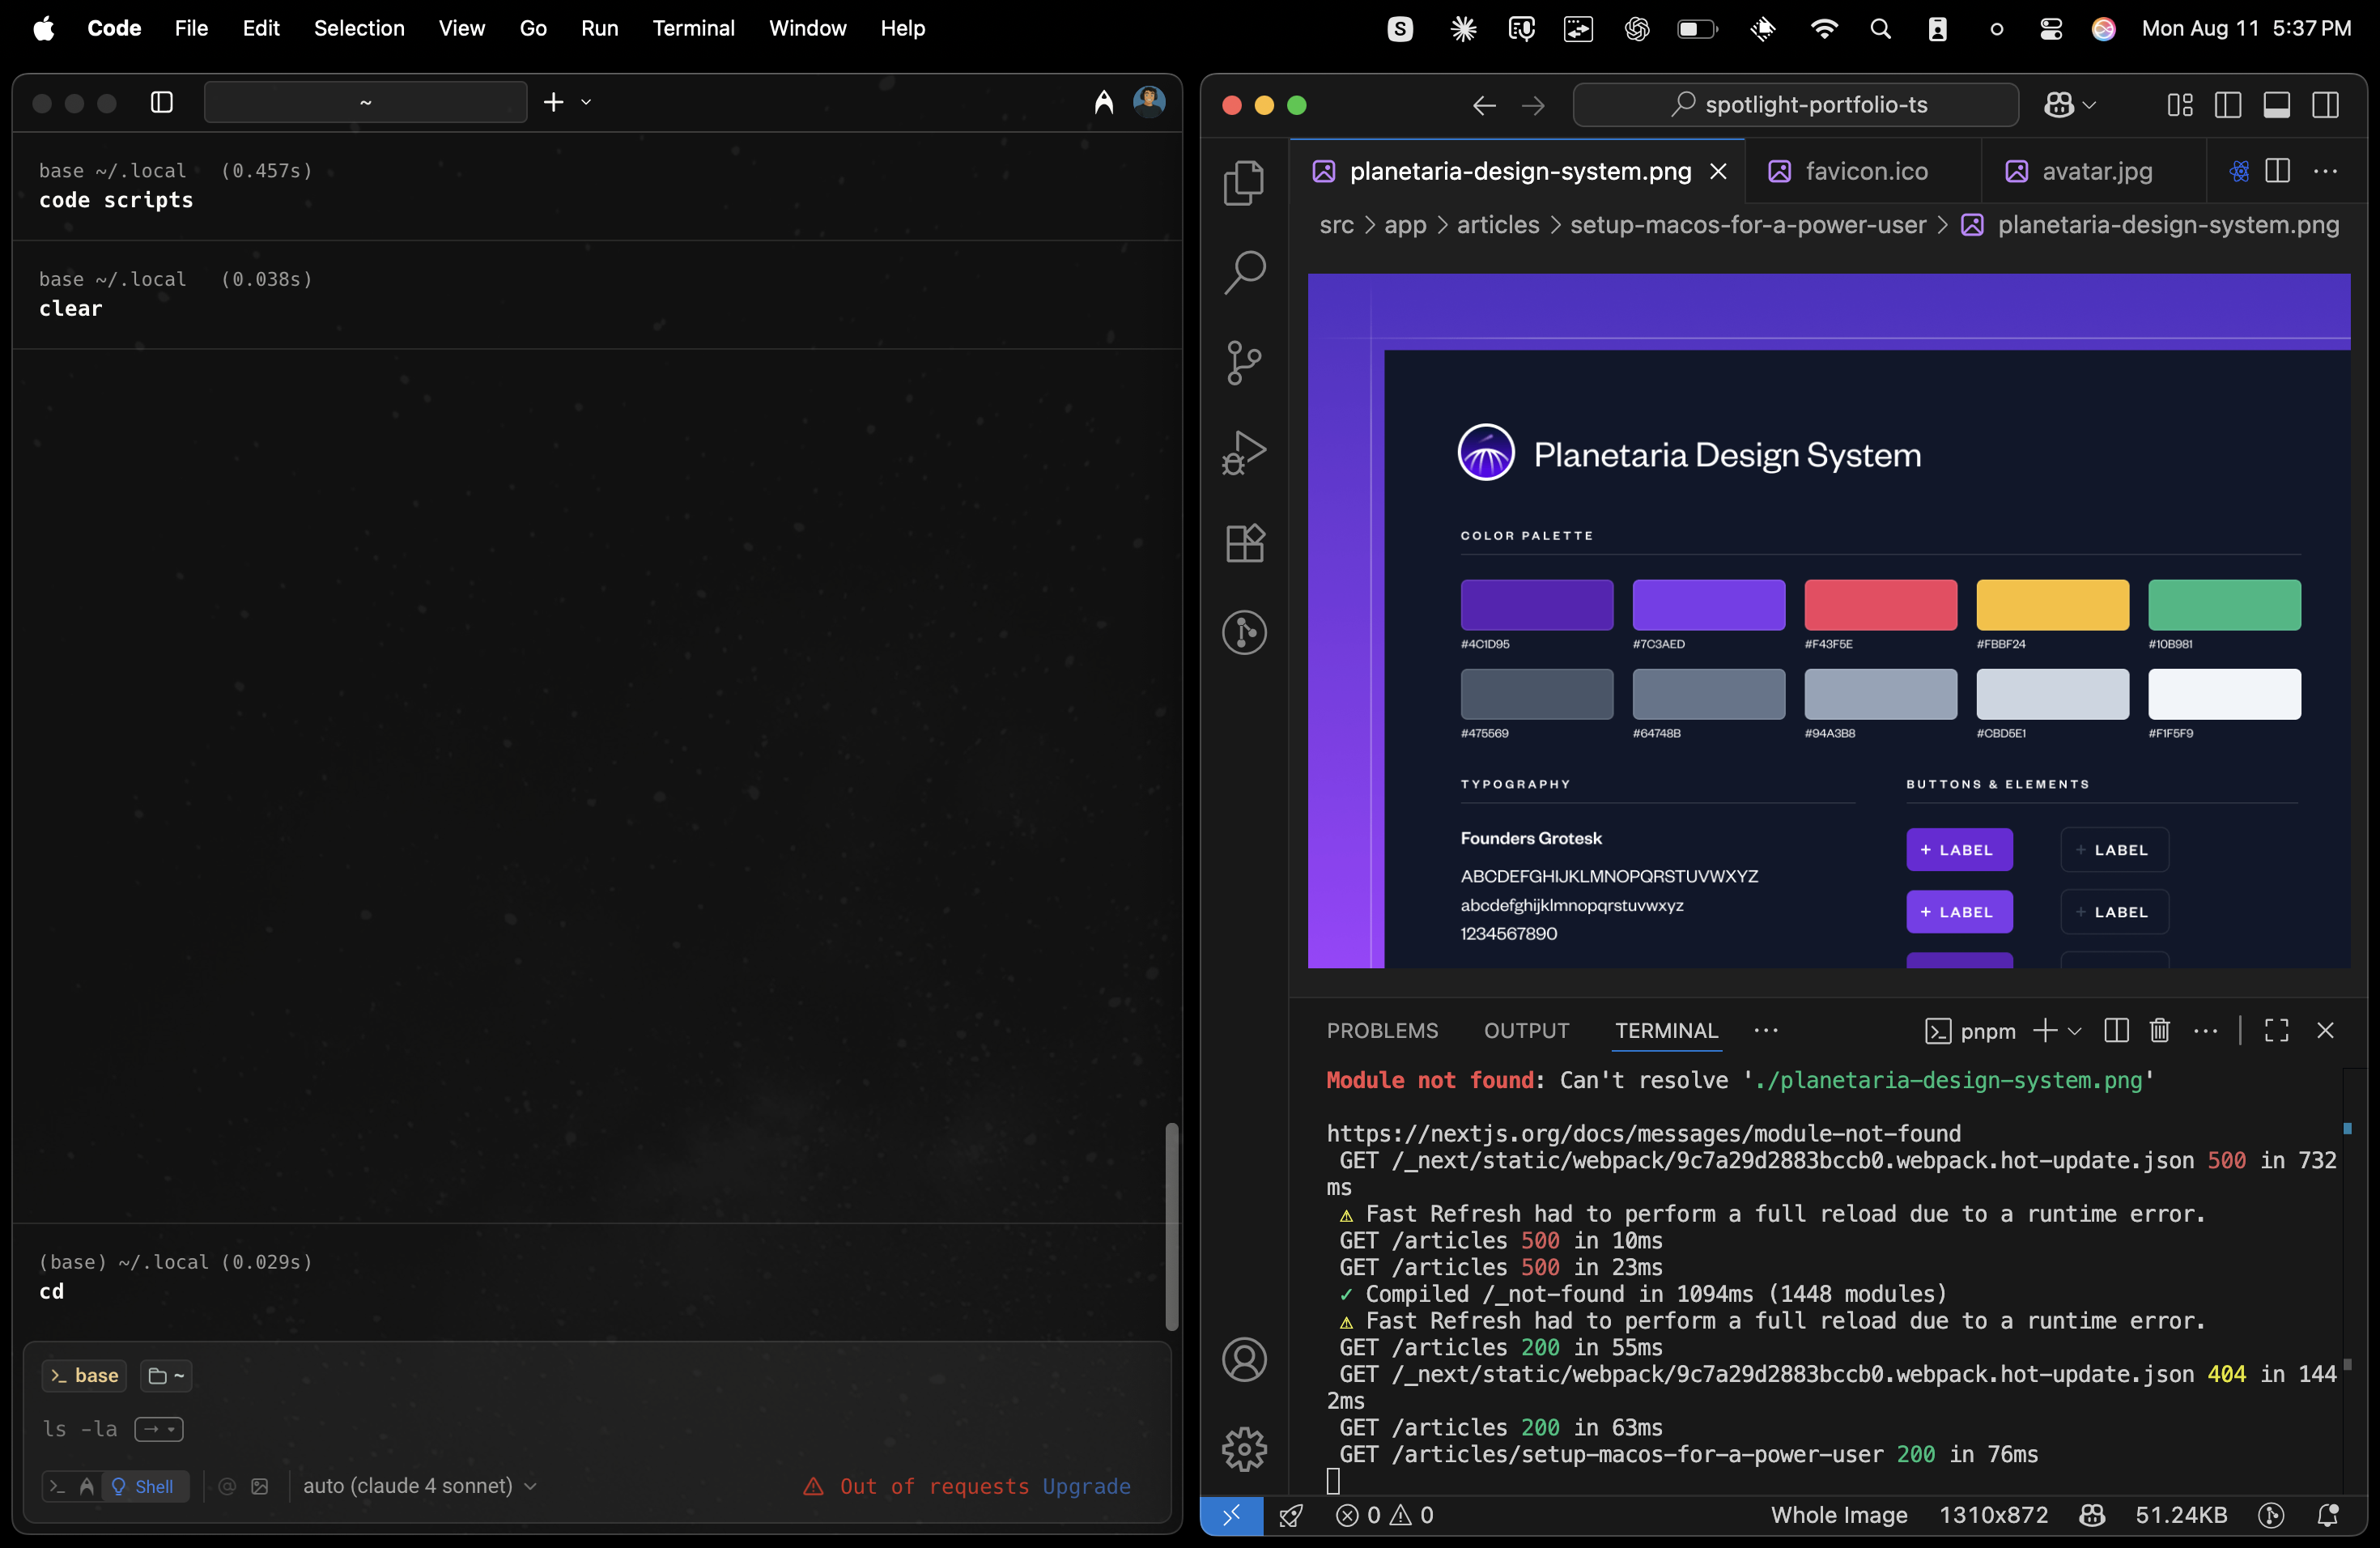 Code File Edit Selection View Go Run Terminal Window Help
S
Mon Aug 11 5:37 PM
~
base ~/.local (0.457s)
code scripts
base ~/.local (0.038s)
clear
(base) ~/.local (0.029s)
cd
base ~
ls -la
Shell auto (claude 4 sonnet) Out of requests Upgrade
spotlight-portfolio-ts
planetaria-design-system.png favicon.ico avatar.jpg
src > app > articles > setup-macos-for-a-power-user > planetaria-design-system.png
Planetaria Design System
COLOR PALETTE
#4C1D95 #7C3AED #F43F5E #FBBF24 #10B981
#475569 #64748B #94A3B8 #CBD5E1 #F1F5F9
TYPOGRAPHY
Founders Grotesk
ABCDEFGHIJKLMNOPQRSTUVWXYZ
abcdefghijklmnopqrstuvwxyz
1234567890
BUTTONS & ELEMENTS
+ LABEL + LABEL
+ LABEL + LABEL
PROBLEMS OUTPUT TERMINAL pnpm
Module not found: Can't resolve './planetaria-design-system.png'
https://nextjs.org/docs/messages/module-not-found
GET /_next/static/webpack/9c7a29d2883bccb0.webpack.hot-update.json 500 in 732
ms
⚠ Fast Refresh had to perform a full reload due to a runtime error.
GET /articles 500 in 10ms
GET /articles 500 in 23ms
✓ Compiled /_not-found in 1094ms (1448 modules)
⚠ Fast Refresh had to perform a full reload due to a runtime error.
GET /articles 200 in 55ms
GET /_next/static/webpack/9c7a29d2883bccb0.webpack.hot-update.json 404 in 144
2ms
GET /articles 200 in 63ms
GET /articles/setup-macos-for-a-power-user 200 in 76ms
0 0 Whole Image 1310x872 51.24KB